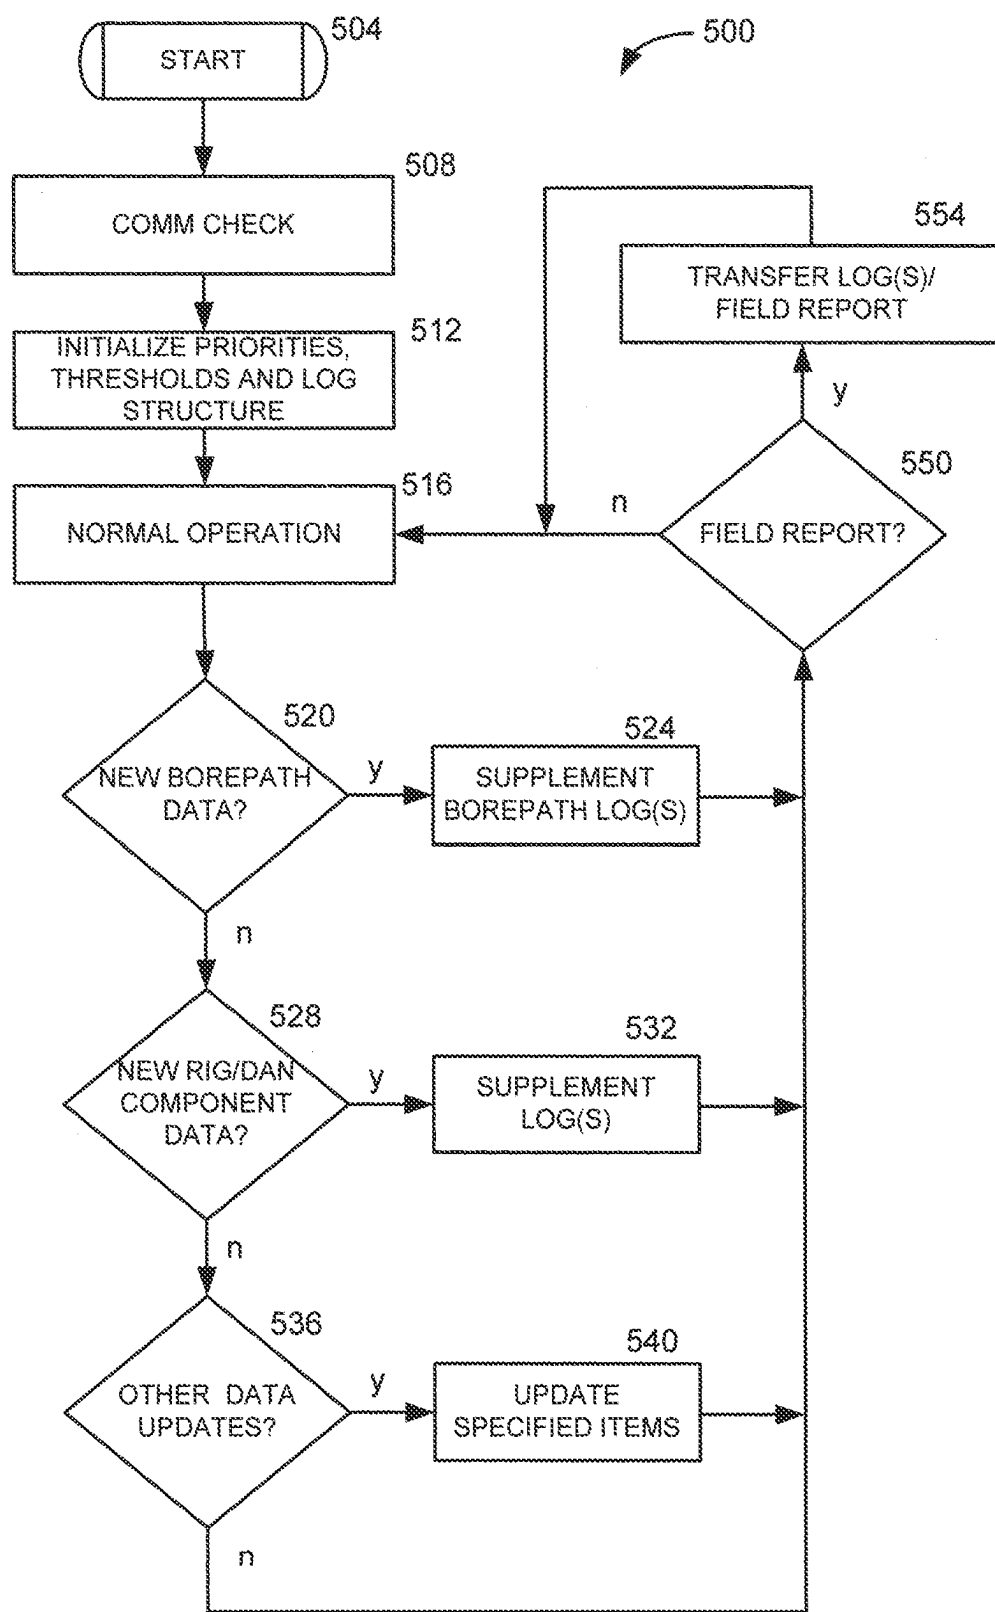 504
START
500
508
COMM CHECK
554
TRANSFER LOG(S)/
FIELD REPORT
512
INITIALIZE PRIORITIES,
THRESHOLDS AND LOG
STRUCTURE
y
550
516
NORMAL OPERATION
n
FIELD REPORT?
520
NEW BOREPATH
DATA?
y
524
SUPPLEMENT
BOREPATH LOG(S)
n
528
NEW RIG/DAN
COMPONENT
DATA?
y
532
SUPPLEMENT
LOG(S)
n
536
OTHER DATA
UPDATES?
y
540
UPDATE
SPECIFIED ITEMS
n